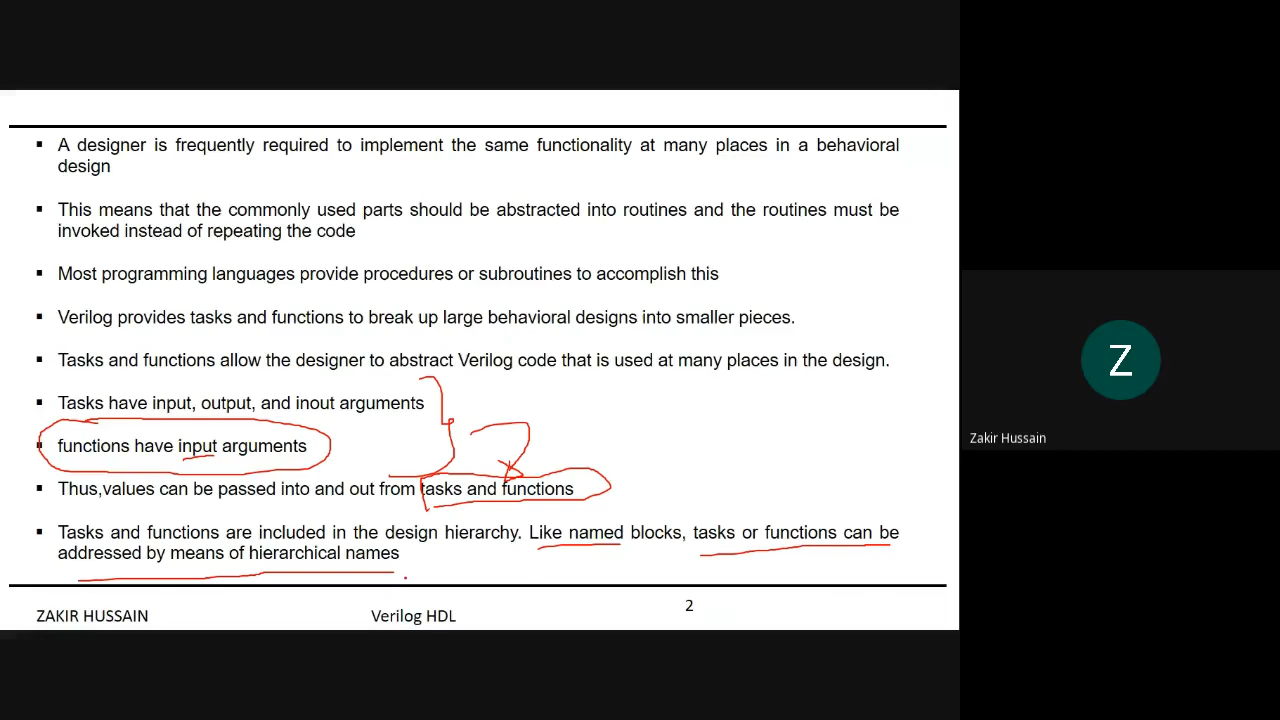 ▪ A designer is frequently required to implement the same functionality at many places in a behavioral
design
▪ This means that the commonly used parts should be abstracted into routines and the routines must be
invoked instead of repeating the code
▪ Most programming languages provide procedures or subroutines to accomplish this
▪ Verilog provides tasks and functions to break up large behavioral designs into smaller pieces.
▪ Tasks and functions allow the designer to abstract Verilog code that is used at many places in the design.
▪ Tasks have input, output, and inout arguments
▪ functions have input arguments
▪ Thus,values can be passed into and out from tasks and functions
▪ Tasks and functions are included in the design hierarchy. Like named blocks, tasks or functions can be
addressed by means of hierarchical names
ZAKIR HUSSAIN
Verilog HDL
2
Z
Zakir Hussain